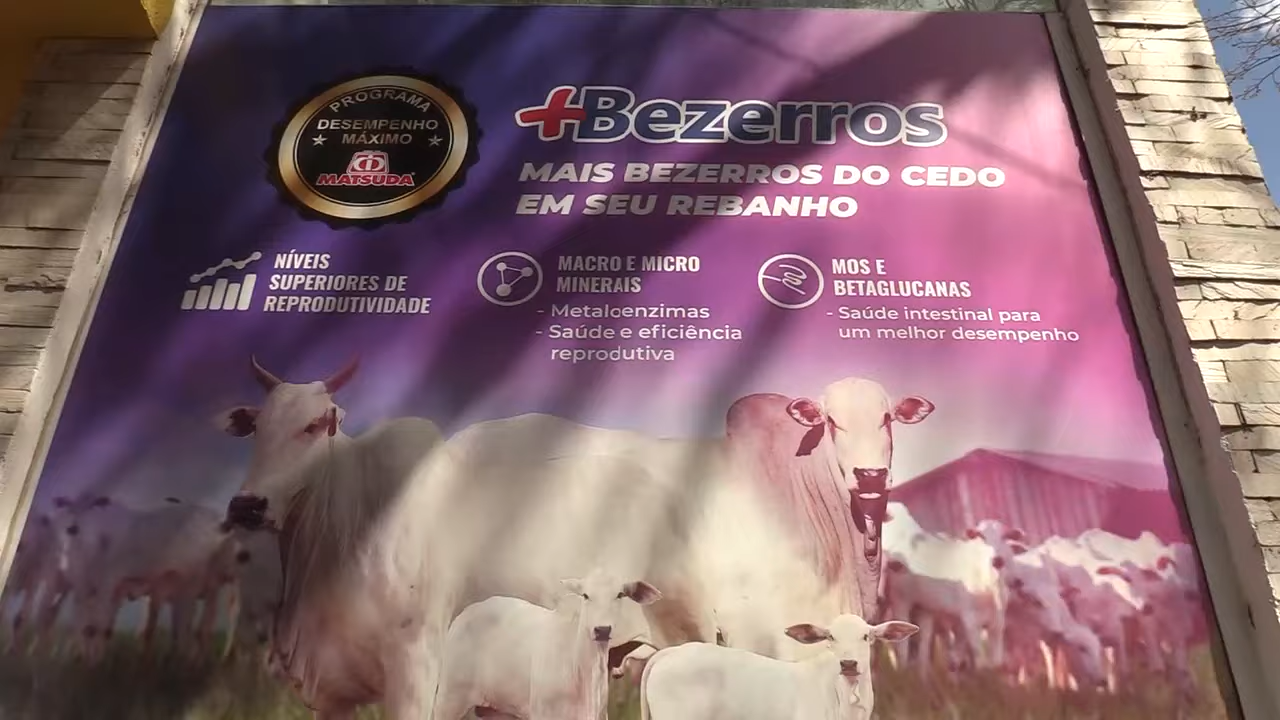 PROGRAMA
DESEMPENHO
MÁXIMO
MATSUDA
+Bezerros
MAIS BEZERROS DO CEDO
EM SEU REBANHO
NÍVEIS
SUPERIORES DE
REPRODUTIVIDADE
MACRO E MICRO
MINERAIS
- Metaloenzimas
- Saúde e eficiência
reprodutiva
MOS E
BETAGLUCANAS
- Saúde intestinal para
um melhor desempenho